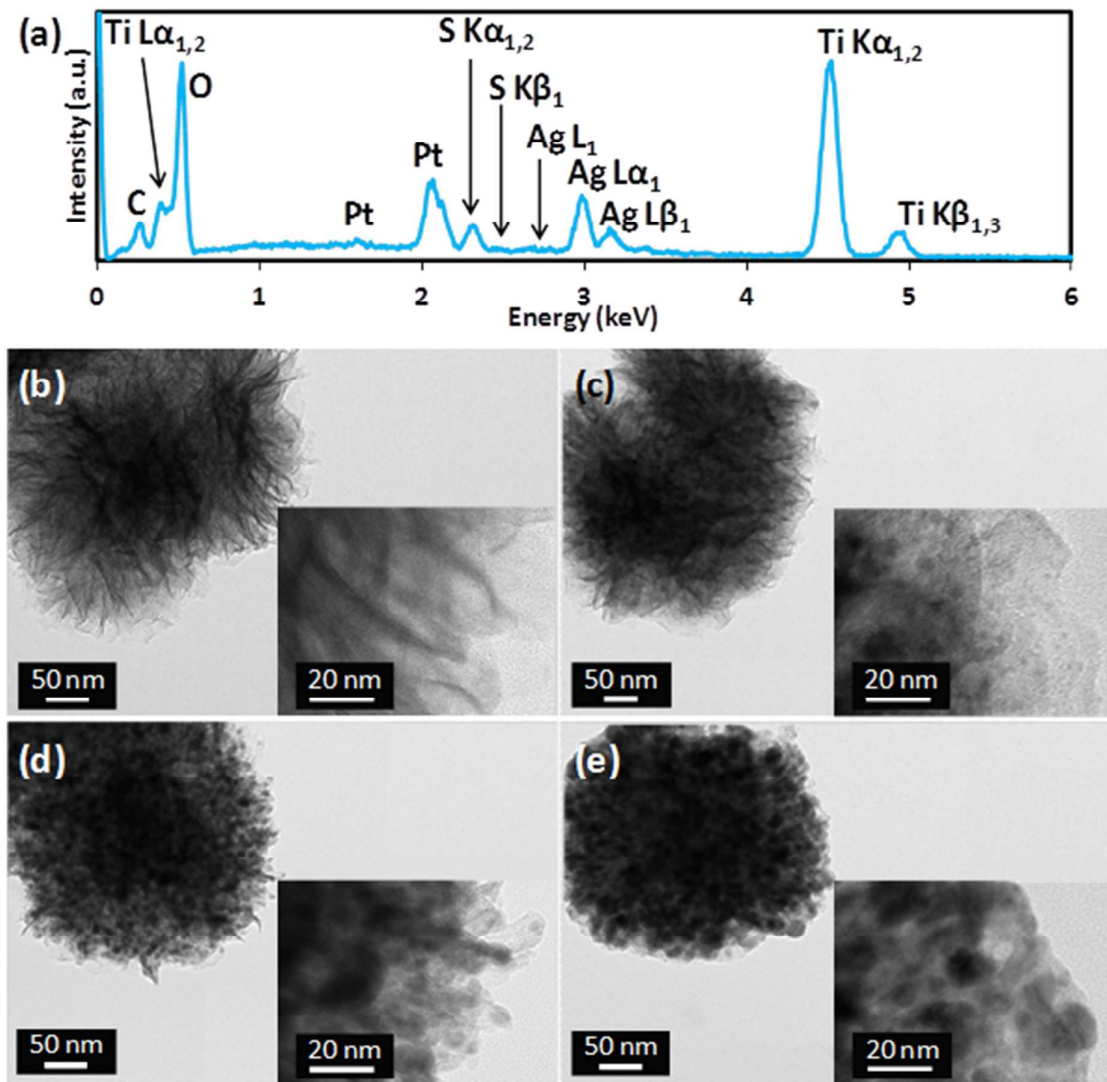 (a)
Ti Lα1,2
S Kα1,2
Ti Kα1,2
O
S Kβ1
Ag L1
Pt
Ag Lα1
C
Pt
Ag Lβ1
Ti Kβ1,3
Intensity (a.u.)
0 1 2 3 4 5 6
Energy (keV)
(b)
50 nm
20 nm
(c)
50 nm
20 nm
(d)
50 nm
20 nm
(e)
50 nm
20 nm